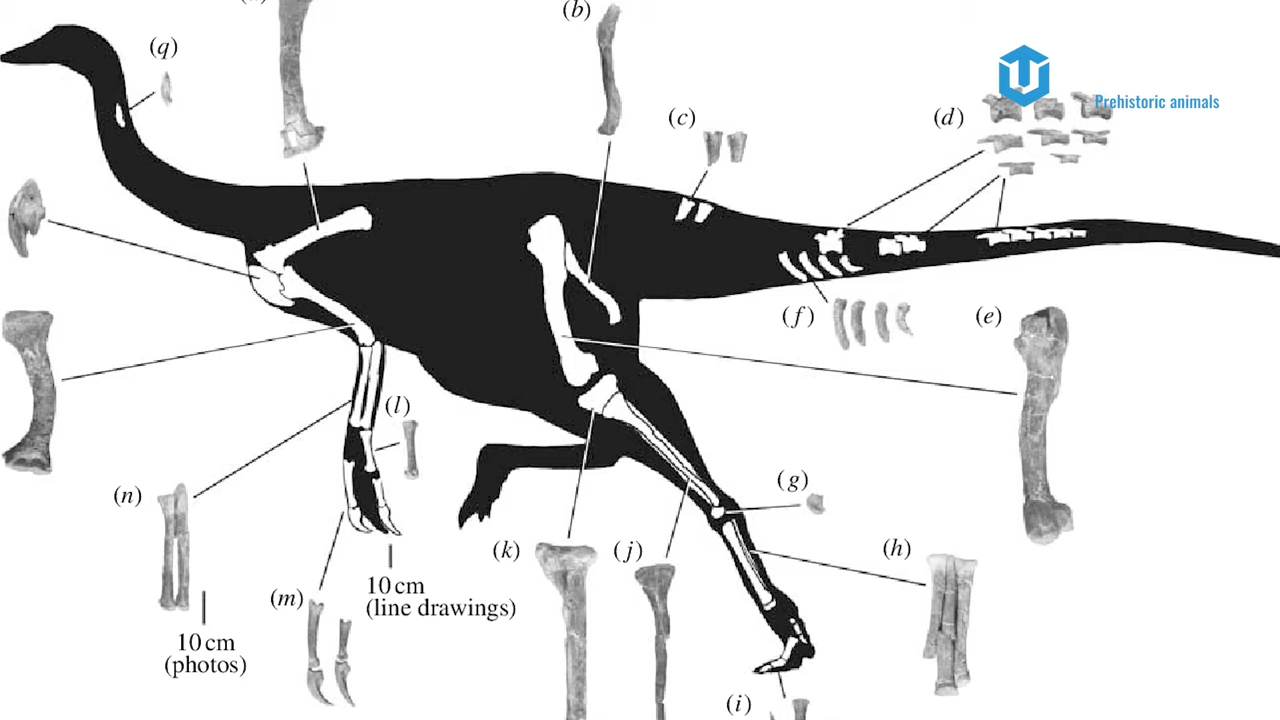 (b)
(q)
(c)
(d)
Prehistoric animals
(f)
(e)
(l)
(g)
(n)
(k)
(j)
(h)
10 cm
(line drawings)
(m)
10 cm
(photos)
(i)